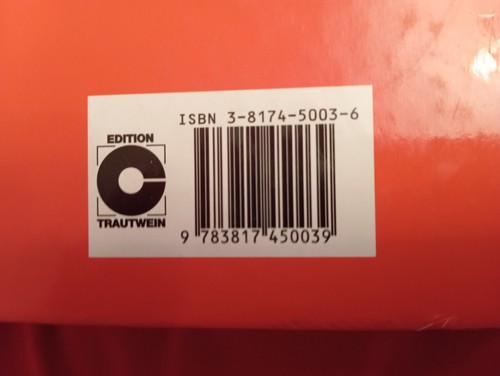 ISBN 3-8174-5003-6
EDITION
TRAUTWEIN
9 783817 450039